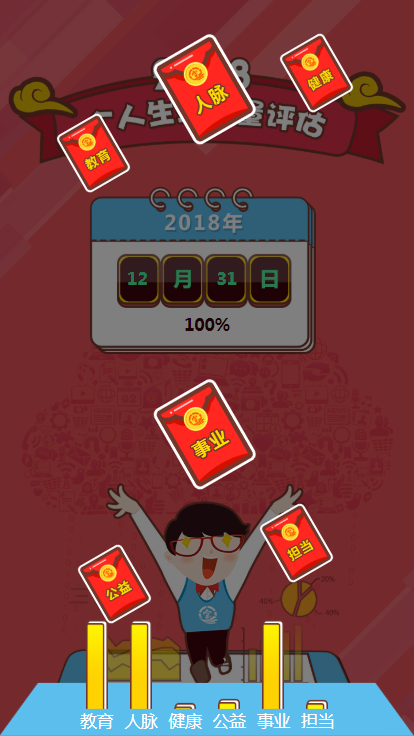 人脉
健康
教育
人生
评估
2018年
12 月 31 日
100%
事业
担当
公益
20%
40%
教育 人脉 健康 公益 事业 担当